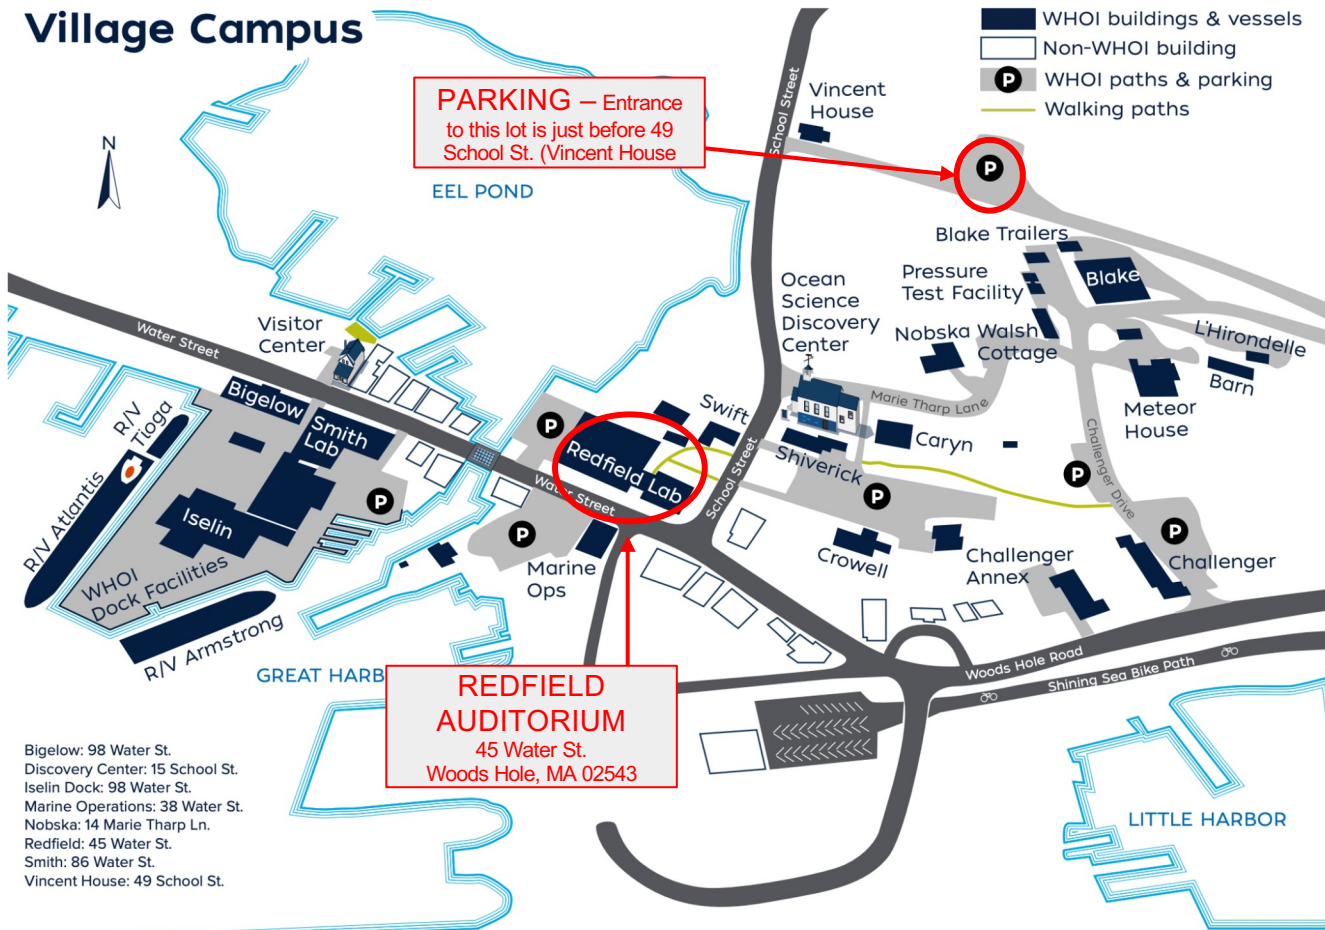 Village Campus
WHOI buildings & vessels
Non-WHOI building
P
WHOI paths & parking
Walking paths
PARKING – Entrance
to this lot is just before 49
School St. (Vincent House
Vincent
House
School Street
P
N
EEL POND
Blake Trailers
Pressure
Test Facility
Blake
Ocean
Science
Discovery
Center
Nobska
Walsh
Cottage
L'Hirondelle
Barn
Meteor
House
Marie Tharp Lane
Challenger Drive
Visitor
Center
Water Street
Bigelow
Smith
Lab
R/V
Tioga
R/V Atlantis
Iselin
WHOI
Dock Facilities
R/V Armstrong
P
P
Redfield Lab
Swift
School Street
Shiverick
Caryn
P
P
P
Water Street
P
Marine
Ops
Crowell
Challenger
Annex
Challenger
Woods Hole Road
Shining Sea Bike Path
GREAT HARB
REDFIELD
AUDITORIUM
45 Water St.
Woods Hole, MA 02543
LITTLE HARBOR
Bigelow: 98 Water St.
Discovery Center: 15 School St.
Iselin Dock: 98 Water St.
Marine Operations: 38 Water St.
Nobska: 14 Marie Tharp Ln.
Redfield: 45 Water St.
Smith: 86 Water St.
Vincent House: 49 School St.